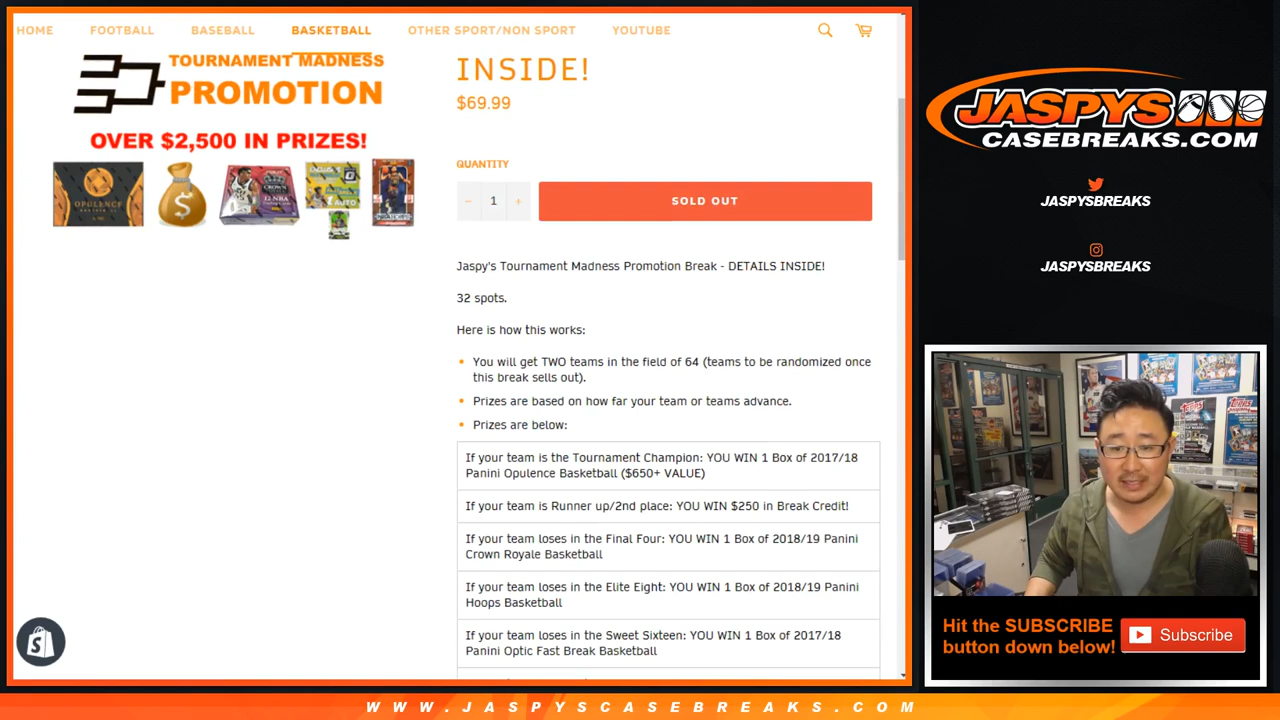 HOME
FOOTBALL
BASEBALL
BASKETBALL
OTHER SPORT/NON SPORT
YOUTUBE
TOURNAMENT MADNESS
PROMOTION
OVER $2,500 IN PRIZES!
OPULENCE
$
CROWN
INSIDE!
$69.99
QUANTITY
− 1 +
SOLD OUT
Jaspy's Tournament Madness Promotion Break - DETAILS INSIDE!
32 spots.
Here is how this works:
You will get TWO teams in the field of 64 (teams to be randomized once
this break sells out).
Prizes are based on how far your team or teams advance.
Prizes are below:
If your team is the Tournament Champion: YOU WIN 1 Box of 2017/18
Panini Opulence Basketball ($650+ VALUE)
If your team is Runner up/2nd place: YOU WIN $250 in Break Credit!
If your team loses in the Final Four: YOU WIN 1 Box of 2018/19 Panini
Crown Royale Basketball
If your team loses in the Elite Eight: YOU WIN 1 Box of 2018/19 Panini
Hoops Basketball
If your team loses in the Sweet Sixteen: YOU WIN 1 Box of 2017/18
Panini Optic Fast Break Basketball
JASPYS
CASEBREAKS.COM
JASPYSBREAKS
JASPYSBREAKS
Topps
Hit the SUBSCRIBE
button down below!
Subscribe
WWW.JASPYSCASEBREAKS.COM